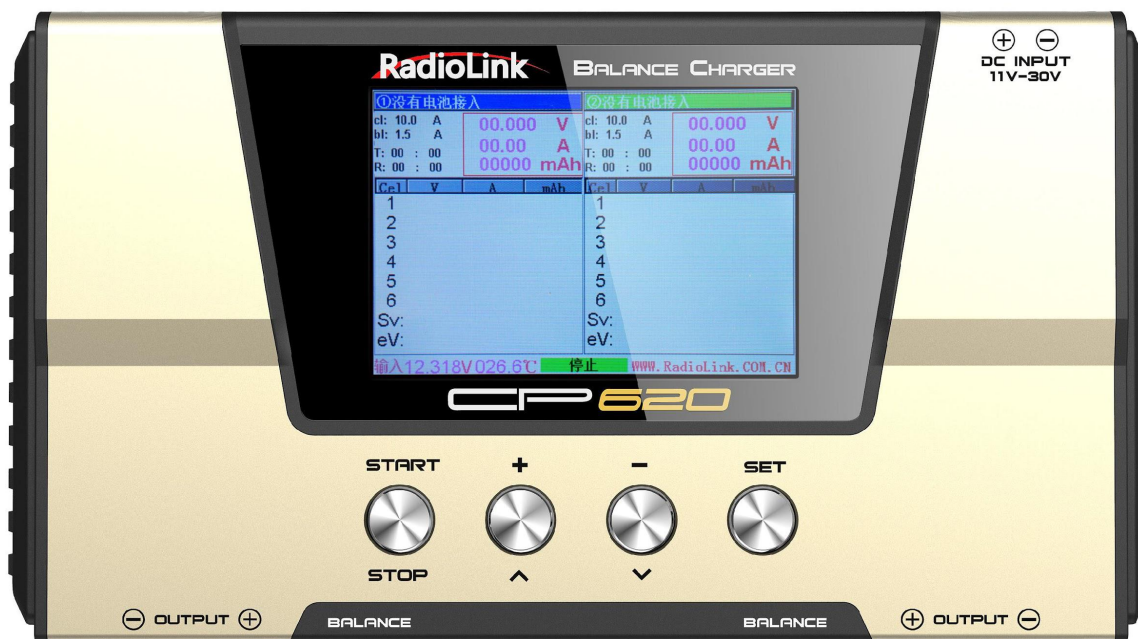 RadioLink BALANCE CHARGER
⊕ ⊖
DC INPUT
11V-30V
①没有电池接入
cl: 10.0 A
bl: 1.5 A
T: 00 : 00
R: 00 : 00
00.000 V
00.00 A
00000 mAh
Cel V A mAh
1
2
3
4
5
6
Sv:
eV:
②没有电池接入
cl: 10.0 A
bl: 1.5 A
T: 00 : 00
R: 00 : 00
00.000 V
00.00 A
00000 mAh
Cel V A mAh
1
2
3
4
5
6
Sv:
eV:
输入12.318V 026.6℃ 停止 WWW.RadioLink.COM.CN
CP620
START + - SET
STOP ∧ ∨
⊖ OUTPUT ⊕ BALANCE BALANCE ⊕ OUTPUT ⊖